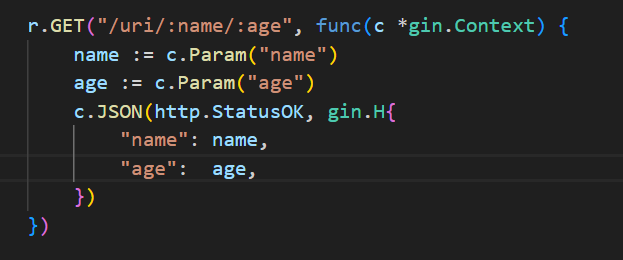 r.GET("/uri/:name/:age", func(c *gin.Context) {
    name := c.Param("name")
    age := c.Param("age")
    c.JSON(http.StatusOK, gin.H{
        "name": name,
        "age":  age,
    })
})